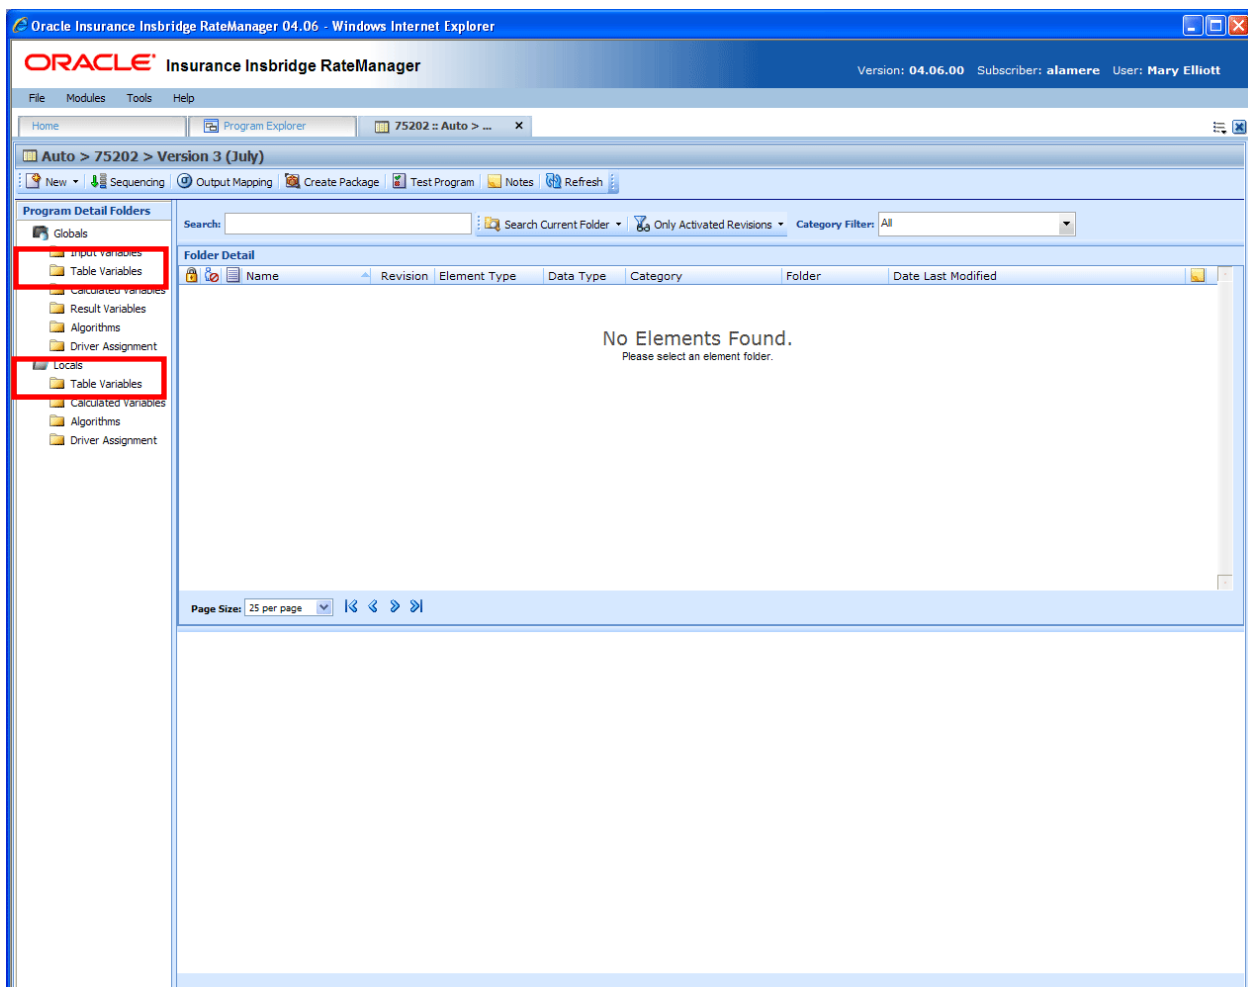 Oracle Insurance Insbridge RateManager 04.06 - Windows Internet Explorer
ORACLE Insurance Insbridge RateManager
Version: 04.06.00 Subscriber: alamere User: Mary Elliott
File Modules Tools Help
Home Program Explorer 75202 :: Auto > ... x
Auto > 75202 > Version 3 (July)
New Sequencing Output Mapping Create Package Test Program Notes Refresh
Program Detail Folders
Globals
Input Variables
Table Variables
Calculated Variables
Result Variables
Algorithms
Driver Assignment
Locals
Table Variables
Calculated Variables
Algorithms
Driver Assignment
Search: Search Current Folder Only Activated Revisions Category Filter: All
Folder Detail
Name Revision Element Type Data Type Category Folder Date Last Modified
No Elements Found.
Please select an element folder.
Page Size: 25 per page